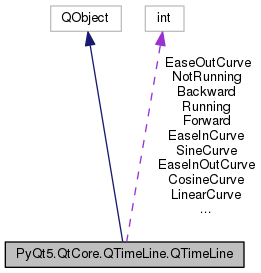 QObject
int
EaseOutCurve
NotRunning
Backward
Running
Forward
EaseInCurve
SineCurve
EaseInOutCurve
CosineCurve
LinearCurve
...
PyQt5.QtCore.QTimeLine.QTimeLine